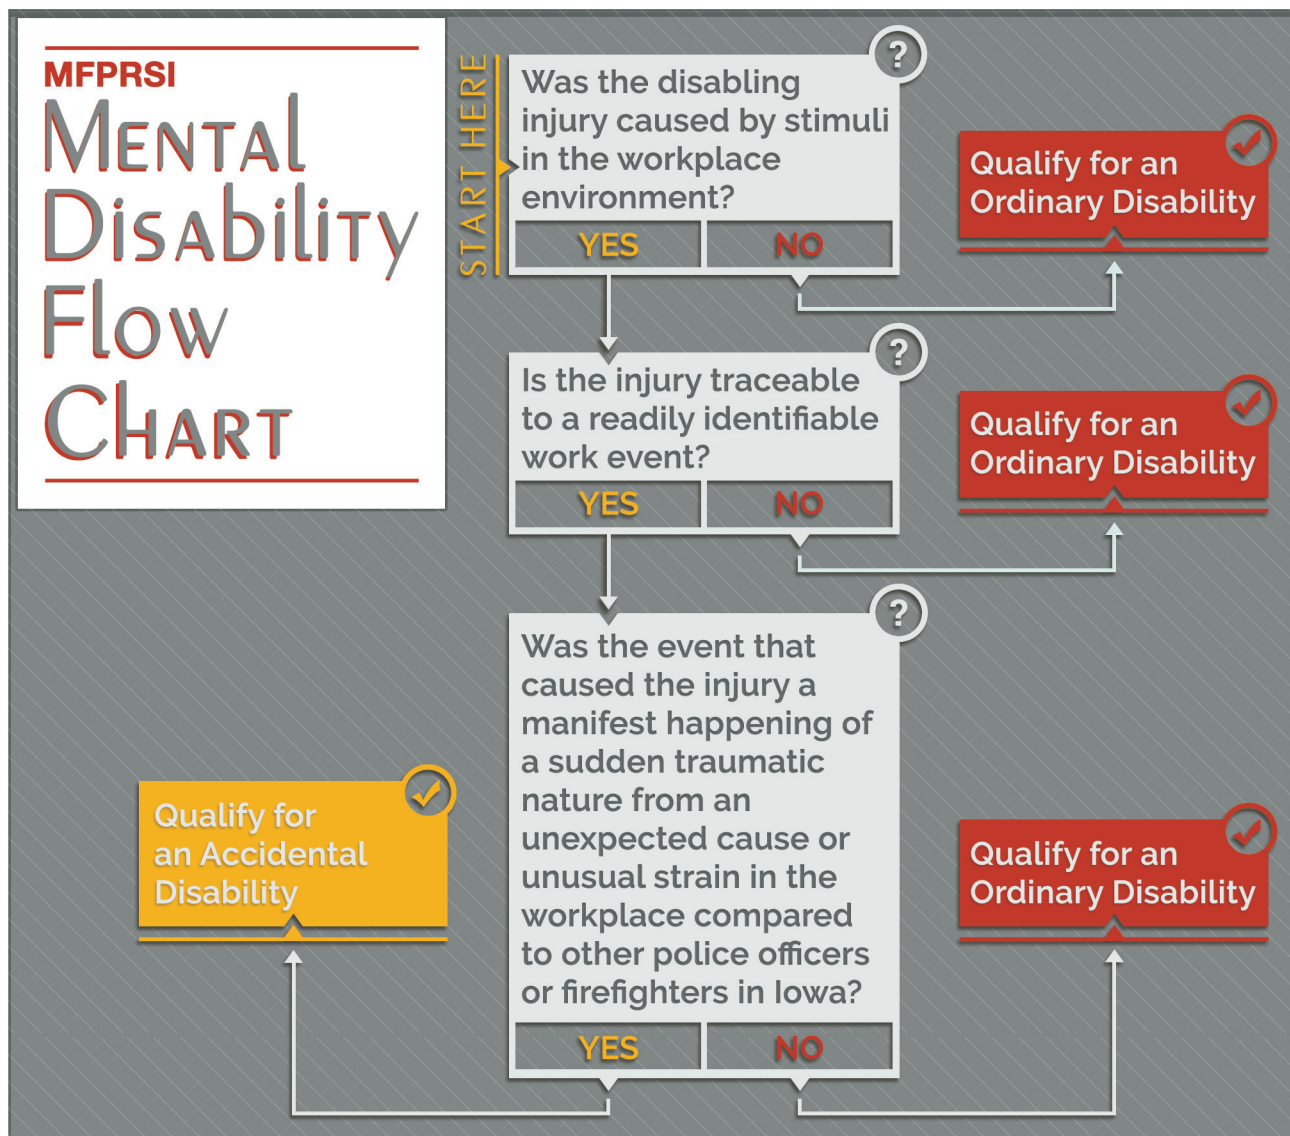 MFPRSI
Mental
Disability
Flow
Chart
START HERE
?
Was the disabling
injury caused by stimuli
in the workplace
environment?
YES
NO
Qualify for an
Ordinary Disability
?
Is the injury traceable
to a readily identifiable
work event?
YES
NO
Qualify for an
Ordinary Disability
?
Was the event that
caused the injury a
manifest happening of
a sudden traumatic
nature from an
unexpected cause or
unusual strain in the
workplace compared
to other police officers
or firefighters in Iowa?
YES
NO
Qualify for
an Accidental
Disability
Qualify for an
Ordinary Disability